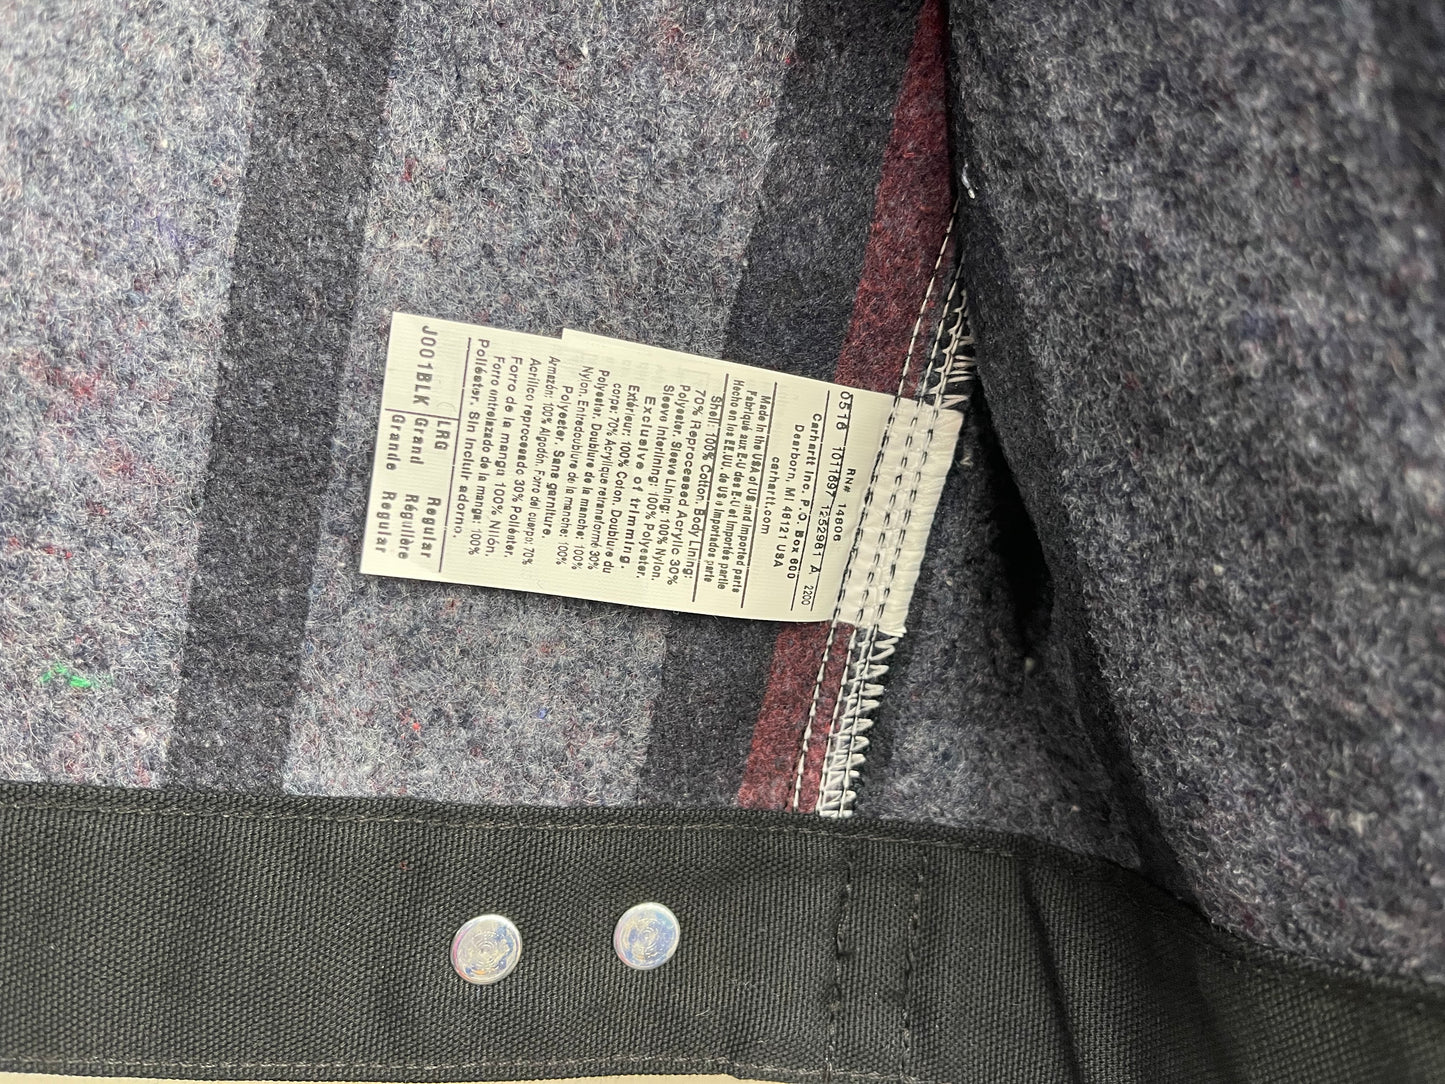 0516 1011697 1252981 A 2200
RN# 14806
Carhartt Inc. P.O. Box 600
Dearborn, MI 48121 USA
carhartt.com
Made in the USA of US and Imported parts
Fabriqué aux E-U des E-U et importés partie
Hecho en los EE.UU. de US e importados parte
Shell: 100% Cotton. Body Lining:
70% Reprocessed Acrylic 30%
Polyester. Sleeve Lining: 100% Nylon.
Sleeve Interlining: 100% Polyester.
Exclusive of trimming.
Extérieur: 100% Coton. Doublure du
corps: 70% Acrylique retransformé 30%
Polyester. Doublure de la manche: 100%
Nylon. Entredoublure de la manche: 100%
Polyester. Sans garniture.
Armazón: 100% Algodón. Forro del cuerpo: 70%
Acrílico reprocesado 30% Poliéster.
Forro de la manga 100% Nilón.
Forro entrelazado de la manga: 100%
Poliéster. Sin incluir adorno.
LRG Regular
J001BLK Grand Régulière
Grande Regular